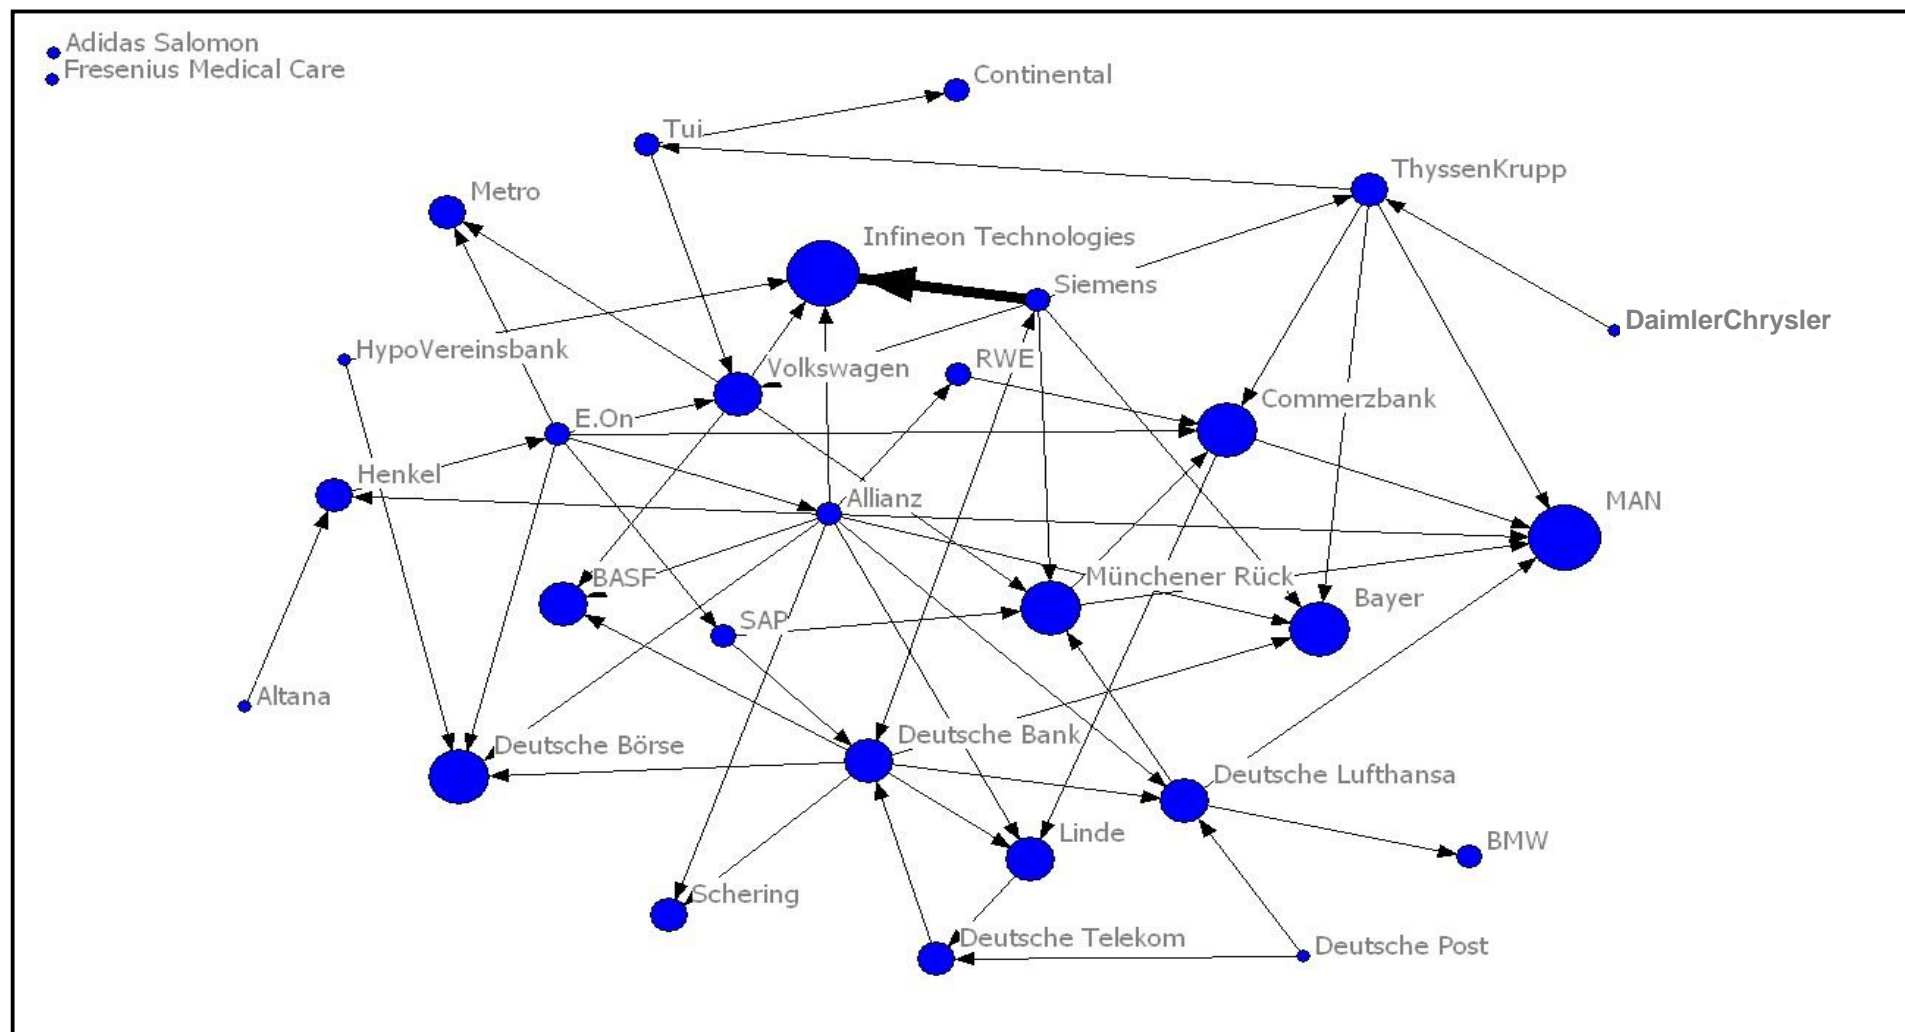 Adidas Salomon
Fresenius Medical Care
Continental
Tui
ThyssenKrupp
Metro
Infineon Technologies
Siemens
DaimlerChrysler
HypoVereinsbank
Volkswagen
RWE
Commerzbank
E.On
Henkel
Allianz
MAN
BASF
Münchener Rück
Bayer
SAP
Altana
Deutsche Bank
Deutsche Börse
Deutsche Lufthansa
Linde
BMW
Schering
Deutsche Telekom
Deutsche Post